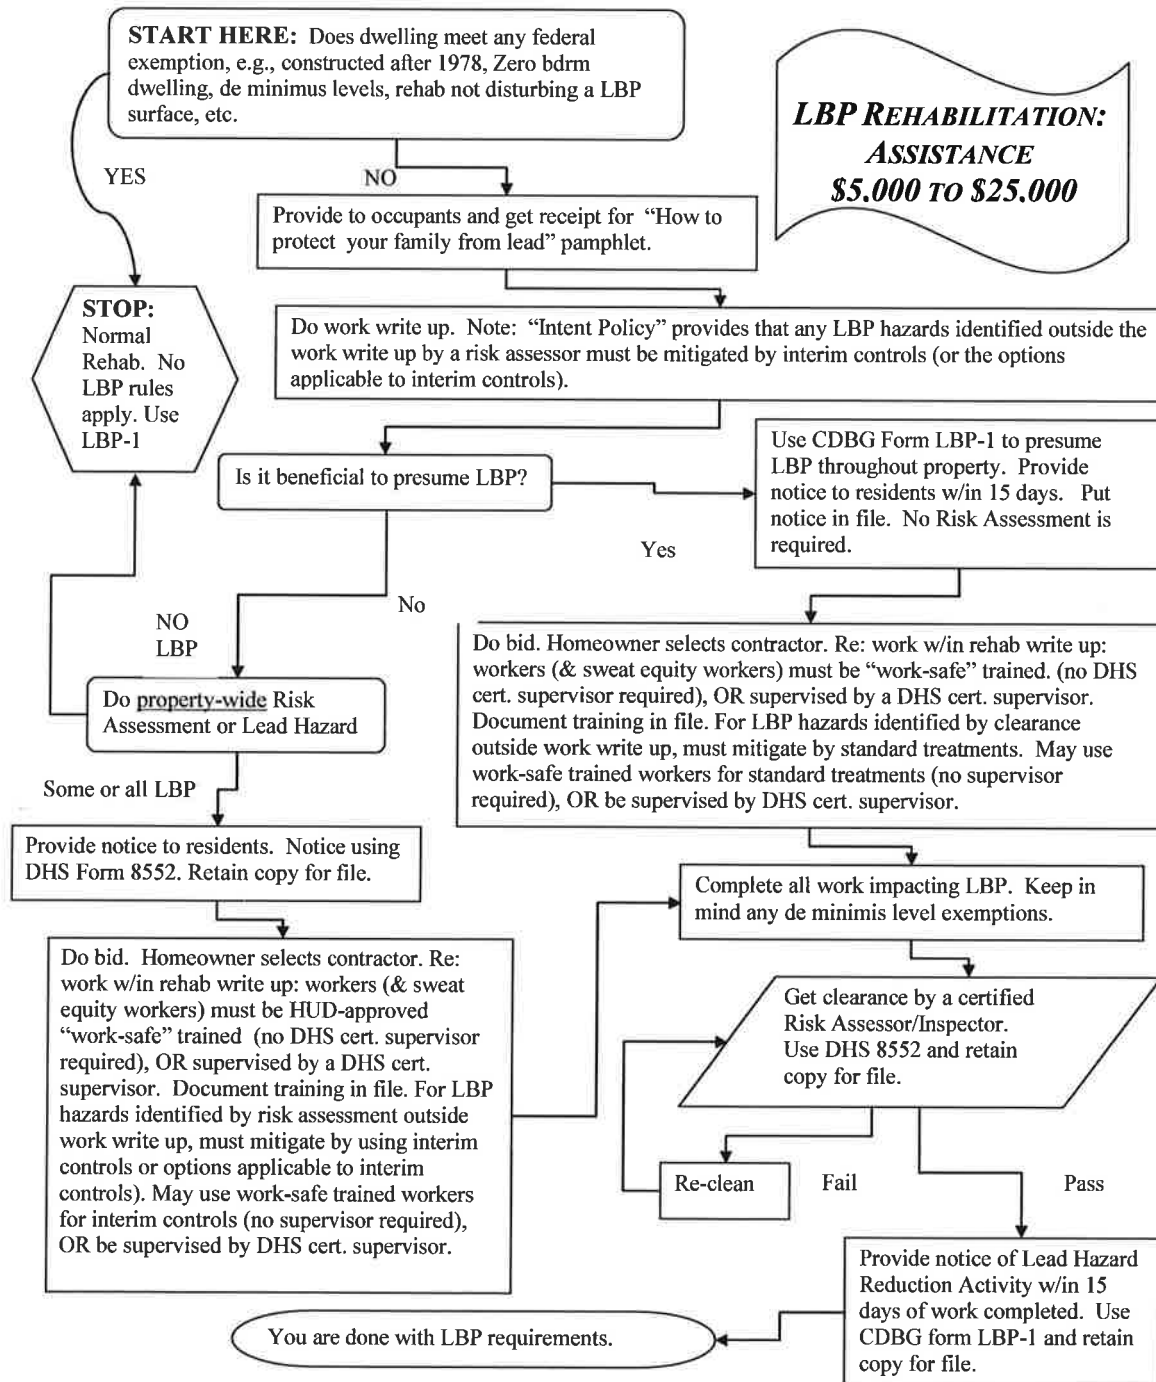 START HERE: Does dwelling meet any federal
exemption, e.g., constructed after 1978, Zero bdrm
dwelling, de minimus levels, rehab not disturbing a LBP
surface, etc.
LBP REHABILITATION:
ASSISTANCE
$5.000 TO $25.000
YES
NO
Provide to occupants and get receipt for “How to
protect your family from lead” pamphlet.
STOP:
Normal
Rehab. No
LBP rules
apply. Use
LBP-1
Do work write up. Note: “Intent Policy” provides that any LBP hazards identified outside the
work write up by a risk assessor must be mitigated by interim controls (or the options
applicable to interim controls).
Is it beneficial to presume LBP?
Use CDBG Form LBP-1 to presume
LBP throughout property. Provide
notice to residents w/in 15 days. Put
notice in file. No Risk Assessment is
required.
Yes
No
NO
LBP
Do property-wide Risk
Assessment or Lead Hazard
Do bid. Homeowner selects contractor. Re: work w/in rehab write up:
workers (& sweat equity workers) must be “work-safe” trained. (no DHS
cert. supervisor required), OR supervised by a DHS cert. supervisor.
Document training in file. For LBP hazards identified by clearance
outside work write up, must mitigate by standard treatments. May use
work-safe trained workers for standard treatments (no supervisor
required), OR be supervised by DHS cert. supervisor.
Some or all LBP
Provide notice to residents. Notice using
DHS Form 8552. Retain copy for file.
Complete all work impacting LBP. Keep in
mind any de minimis level exemptions.
Do bid. Homeowner selects contractor. Re:
work w/in rehab write up: workers (& sweat
equity workers) must be HUD-approved
“work-safe” trained (no DHS cert. supervisor
required), OR supervised by a DHS cert.
supervisor. Document training in file. For LBP
hazards identified by risk assessment outside
work write up, must mitigate by using interim
controls or options applicable to interim
controls). May use work-safe trained workers
for interim controls (no supervisor required),
OR be supervised by DHS cert. supervisor.
Get clearance by a certified
Risk Assessor/Inspector.
Use DHS 8552 and retain
copy for file.
Re-clean
Fail
Pass
Provide notice of Lead Hazard
Reduction Activity w/in 15
days of work completed. Use
CDBG form LBP-1 and retain
copy for file.
You are done with LBP requirements.